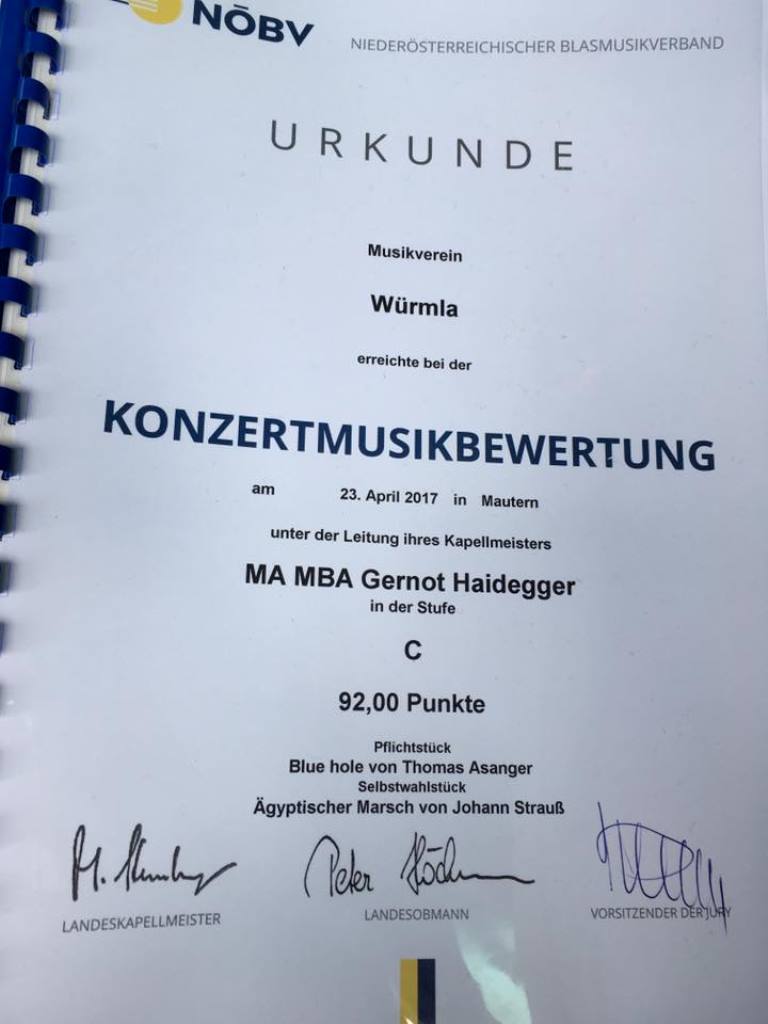 NÖBV
NIEDERÖSTERREICHISCHER BLASMUSIKVERBAND
URKUNDE
Musikverein
Würmla
erreichte bei der
KONZERTMUSIKBEWERTUNG
am 23. April 2017 in Mautern
unter der Leitung ihres Kapellmeisters
MA MBA Gernot Haidegger
in der Stufe
C
92,00 Punkte
Pflichtstück
Blue hole von Thomas Asanger
Selbstwahlstück
Ägyptischer Marsch von Johann Strauß
Peter
LANDESKAPELLMEISTER LANDESOBMANN VORSITZENDER DER JURY